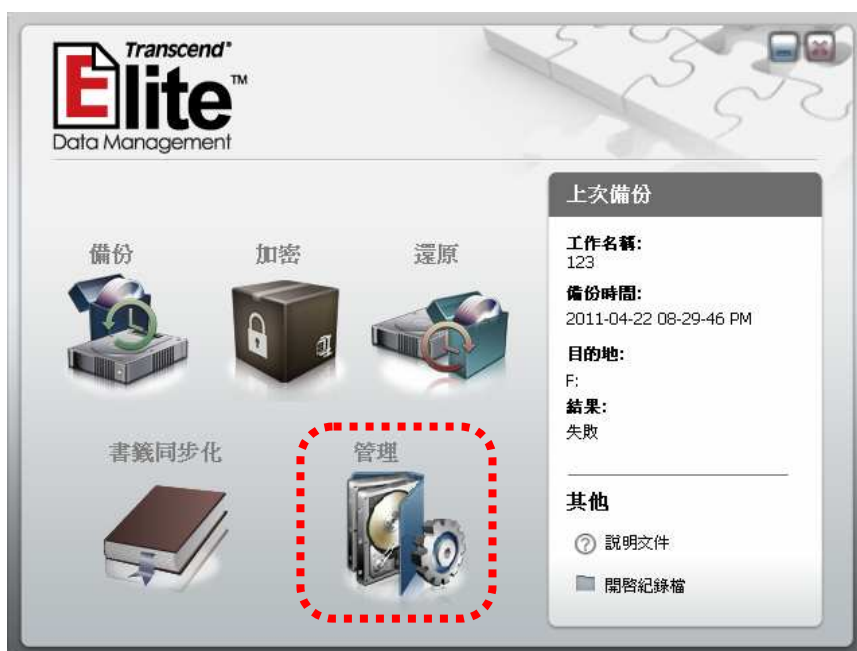 Transcend®
Elite™
Data Management
備份
加密
還原
書籤同步化
管理
上次備份
工作名稱:
123
備份時間:
2011-04-22 08-29-46 PM
目的地:
F:
結果:
失敗
其他
說明文件
開啓紀錄檔